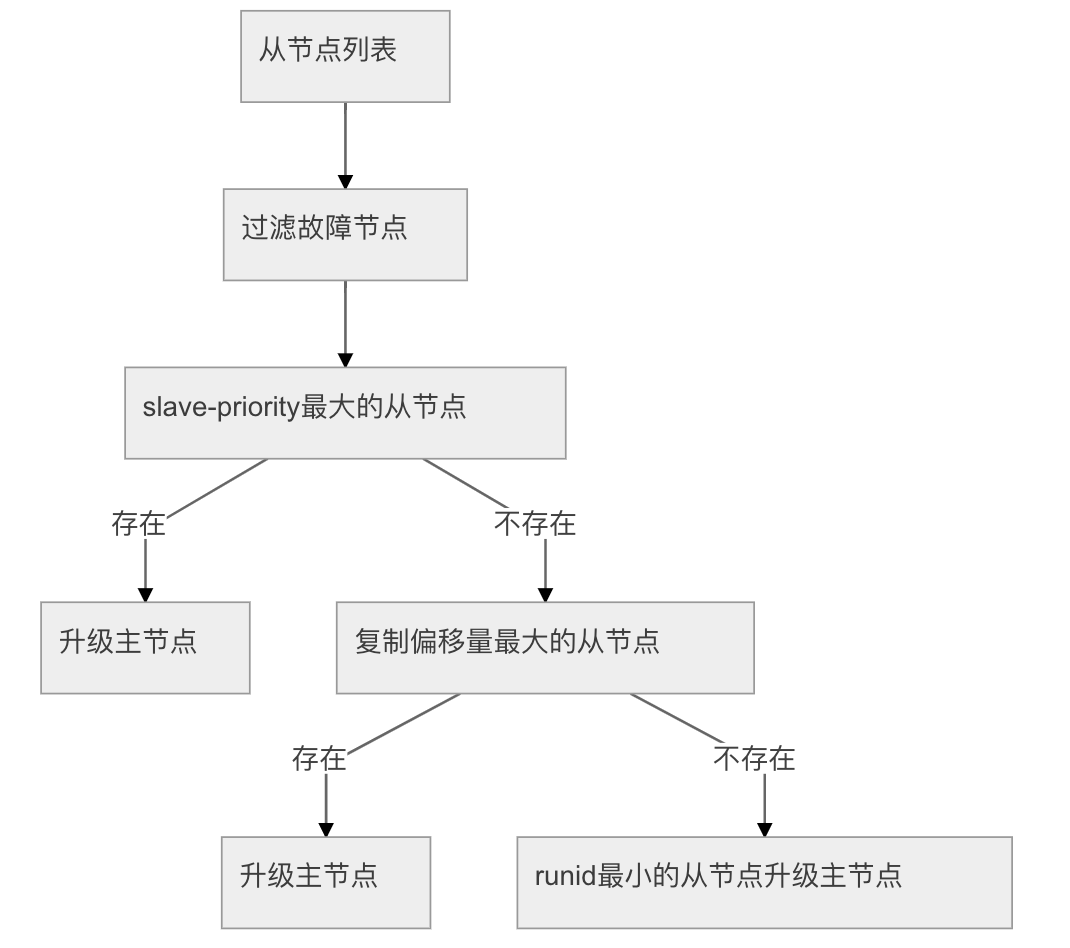 从节点列表
过滤故障节点
slave-priority最大的从节点
存在
不存在
升级主节点
复制偏移量最大的从节点
存在
不存在
升级主节点
runid最小的从节点升级主节点